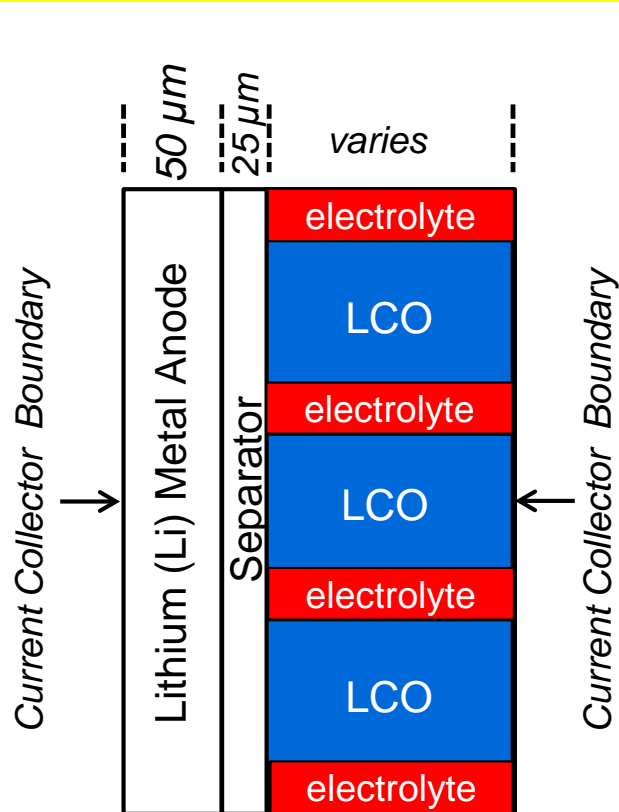 50 µm
25 µm
varies
Current Collector Boundary
Lithium (Li) Metal Anode
Separator
electrolyte
LCO
electrolyte
LCO
electrolyte
LCO
electrolyte
Current Collector Boundary